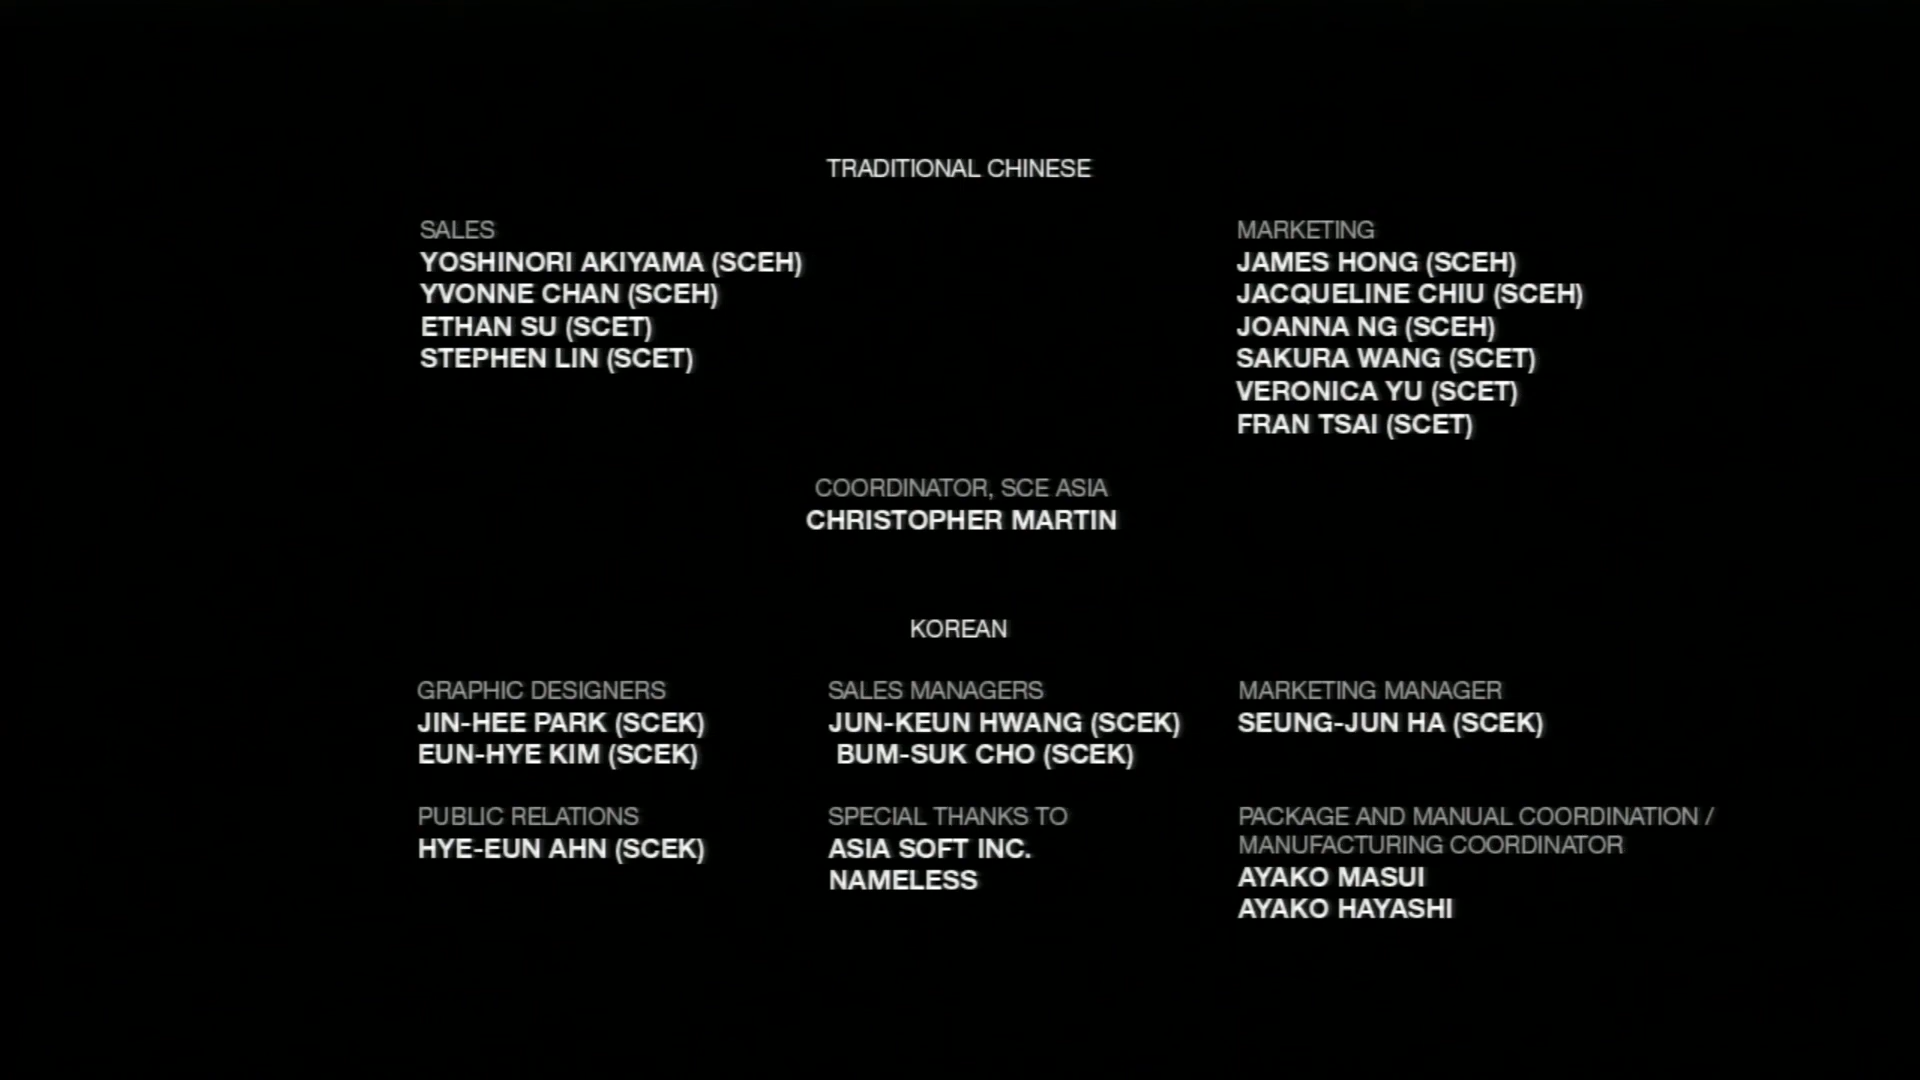 TRADITIONAL CHINESE
SALES
YOSHINORI AKIYAMA (SCEH)
YVONNE CHAN (SCEH)
ETHAN SU (SCET)
STEPHEN LIN (SCET)
MARKETING
JAMES HONG (SCEH)
JACQUELINE CHIU (SCEH)
JOANNA NG (SCEH)
SAKURA WANG (SCET)
VERONICA YU (SCET)
FRAN TSAI (SCET)
COORDINATOR, SCE ASIA
CHRISTOPHER MARTIN
KOREAN
GRAPHIC DESIGNERS
JIN-HEE PARK (SCEK)
EUN-HYE KIM (SCEK)
SALES MANAGERS
JUN-KEUN HWANG (SCEK)
BUM-SUK CHO (SCEK)
MARKETING MANAGER
SEUNG-JUN HA (SCEK)
PUBLIC RELATIONS
HYE-EUN AHN (SCEK)
SPECIAL THANKS TO
ASIA SOFT INC.
NAMELESS
PACKAGE AND MANUAL COORDINATION /
MANUFACTURING COORDINATOR
AYAKO MASUI
AYAKO HAYASHI